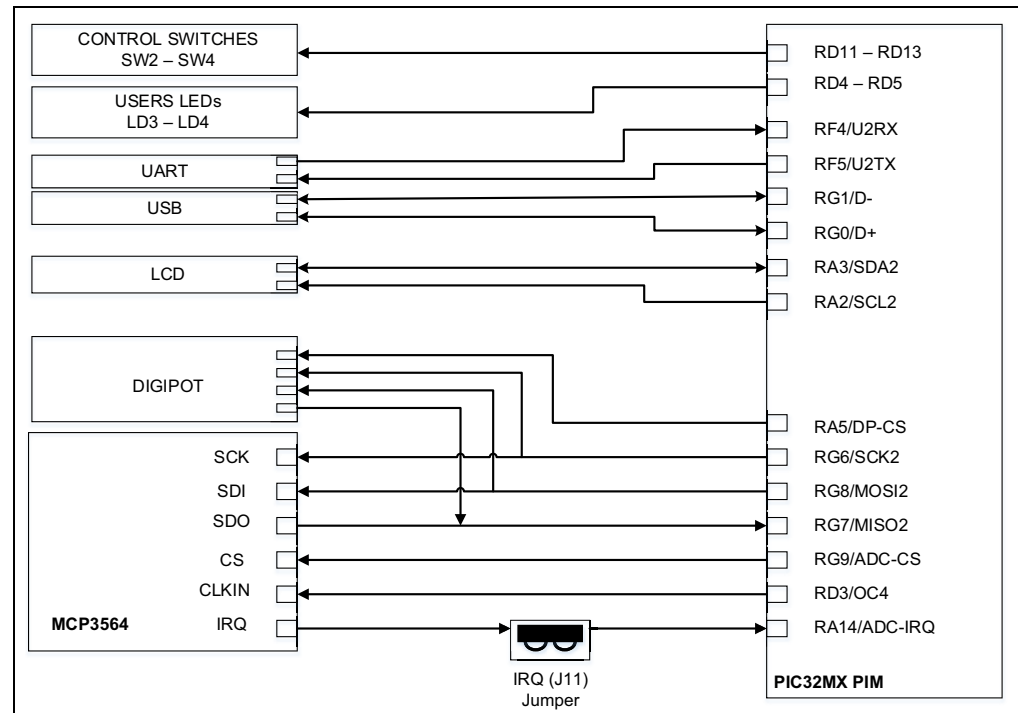 CONTROL SWITCHES
SW2 – SW4
USERS LEDs
LD3 – LD4
UART
USB
LCD
DIGIPOT
SCK
SDI
SDO
CS
CLKIN
IRQ
MCP3564
IRQ (J11)
Jumper
RD11 – RD13
RD4 – RD5
RF4/U2RX
RF5/U2TX
RG1/D-
RG0/D+
RA3/SDA2
RA2/SCL2
RA5/DP-CS
RG6/SCK2
RG8/MOSI2
RG7/MISO2
RG9/ADC-CS
RD3/OC4
RA14/ADC-IRQ
PIC32MX PIM